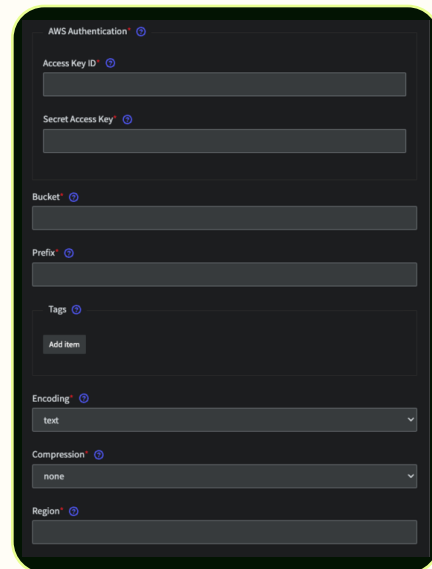 AWS Authentication* ?
Access Key ID* ?
Secret Access Key* ?
Bucket* ?
Prefix* ?
Tags ?
Add item
Encoding* ?
text
Compression* ?
none
Region* ?